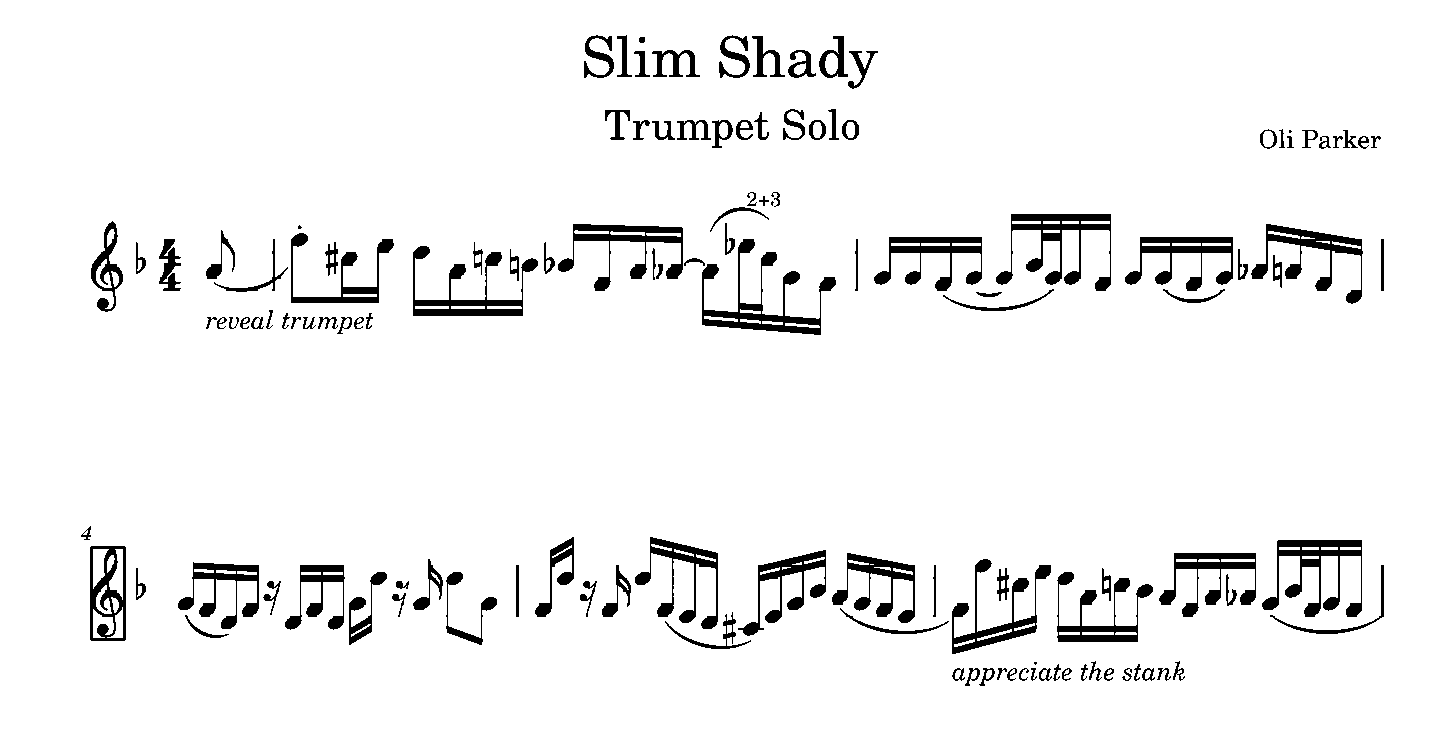 Slim Shady
Trumpet Solo
Oli Parker
2+3
reveal trumpet
4
appreciate the stank